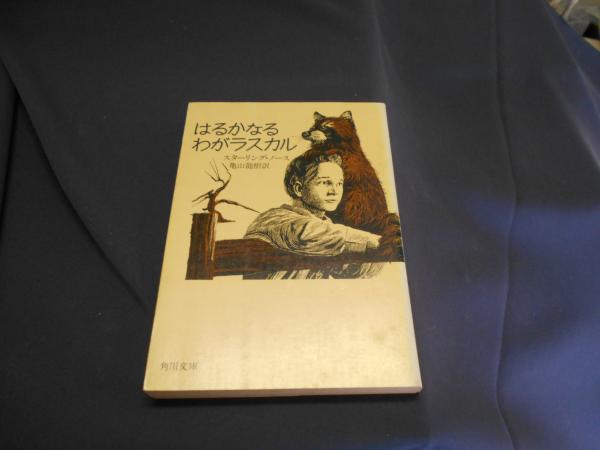 はるかなる
わがラスカル
スターリング・ノース
亀山龍樹訳
角川文庫